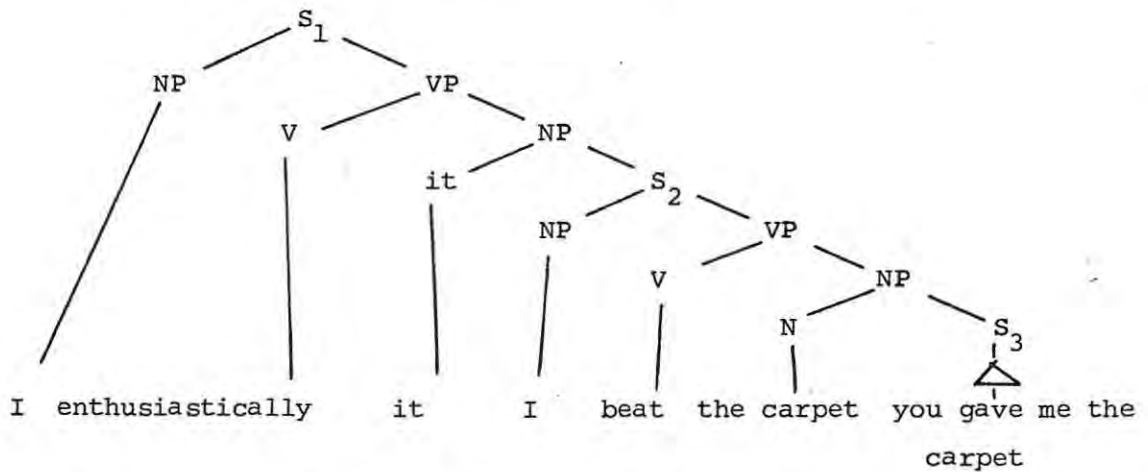 S1
NP VP
V NP
it S2
NP VP
V NP
N S3
I enthusiastically it I beat the carpet you gave me the
carpet